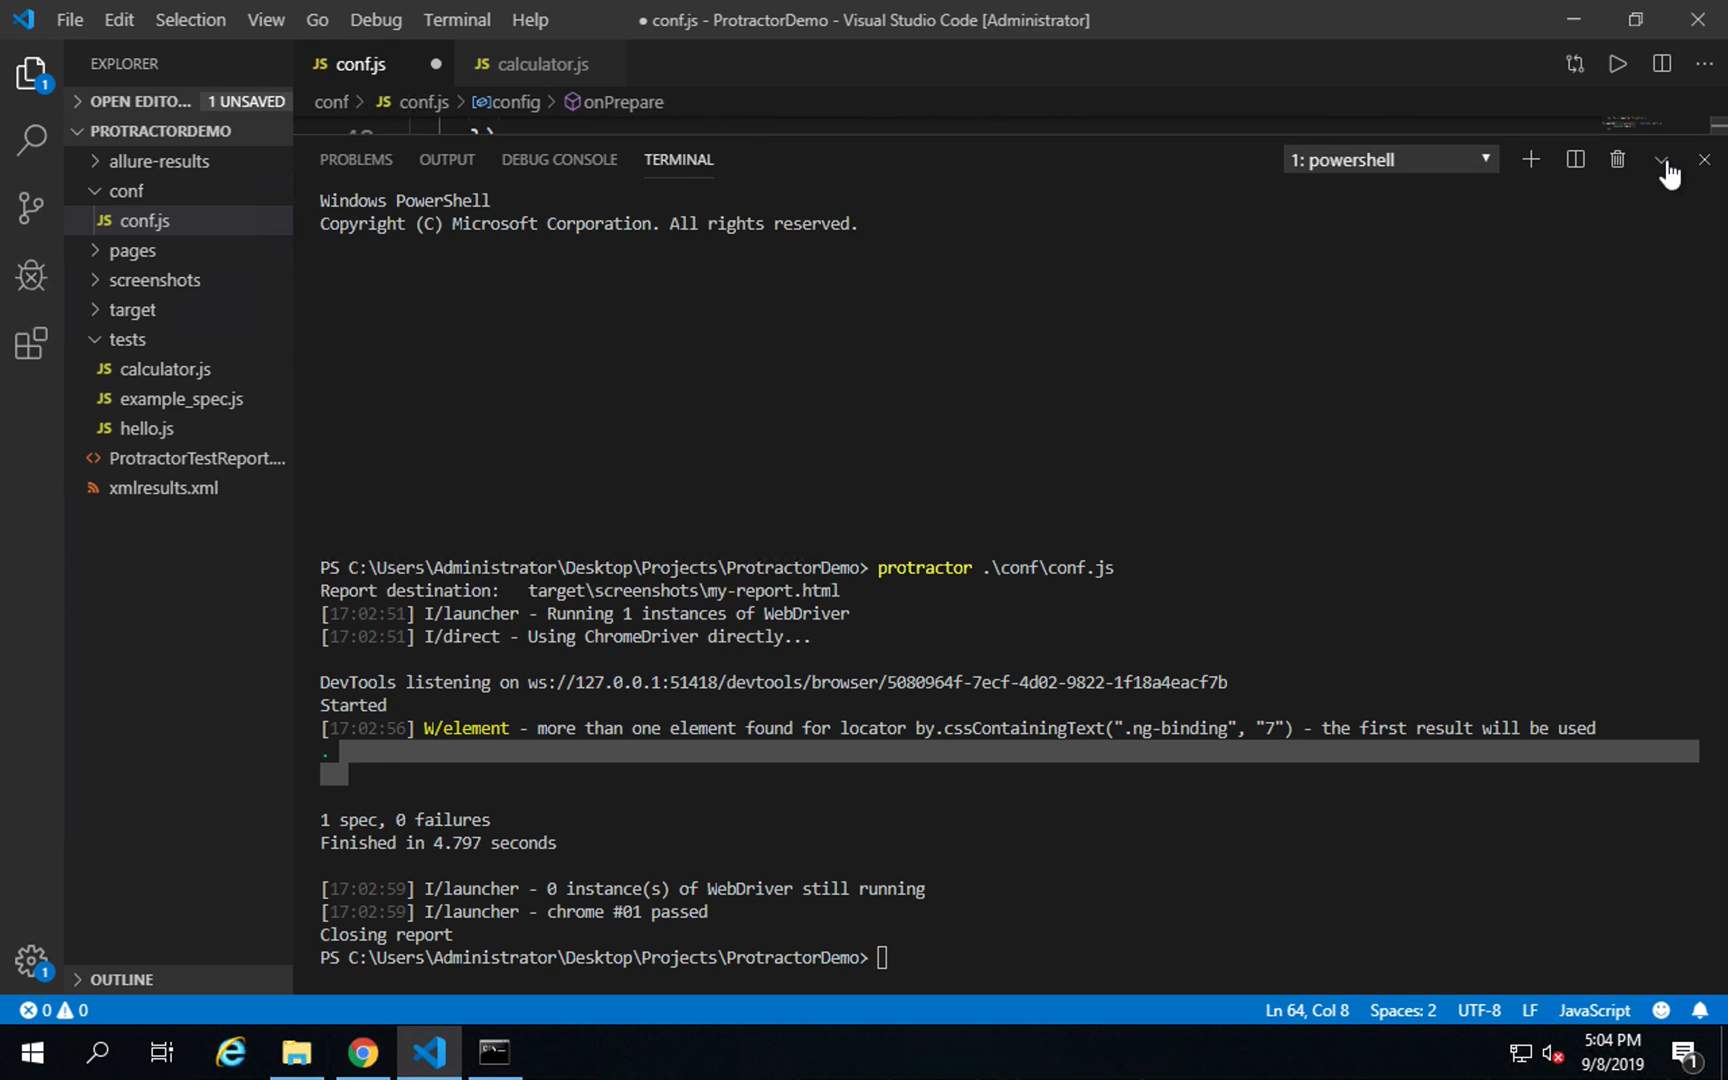 File Edit Selection View Go Debug Terminal Help
● conf.js - ProtractorDemo - Visual Studio Code [Administrator]
EXPLORER
JS conf.js ●
JS calculator.js
OPEN EDITO... 1 UNSAVED
conf > JS conf.js > config > onPrepare
PROTRACTORDEMO
allure-results
conf
JS conf.js
pages
screenshots
target
tests
JS calculator.js
JS example_spec.js
JS hello.js
<> ProtractorTestReport....
xmlresults.xml
OUTLINE
1
1
PROBLEMS OUTPUT DEBUG CONSOLE TERMINAL
1: powershell
Windows PowerShell
Copyright (C) Microsoft Corporation. All rights reserved.
PS C:\Users\Administrator\Desktop\Projects\ProtractorDemo> protractor .\conf\conf.js
Report destination:   target\screenshots\my-report.html
[17:02:51] I/launcher - Running 1 instances of WebDriver
[17:02:51] I/direct - Using ChromeDriver directly...
DevTools listening on ws://127.0.0.1:51418/devtools/browser/5080964f-7ecf-4d02-9822-1f18a4eacf7b
Started
[17:02:56] W/element - more than one element found for locator by.cssContainingText(".ng-binding", "7") - the first result will be used
.
1 spec, 0 failures
Finished in 4.797 seconds
[17:02:59] I/launcher - 0 instance(s) of WebDriver still running
[17:02:59] I/launcher - chrome #01 passed
Closing report
PS C:\Users\Administrator\Desktop\Projects\ProtractorDemo>
0 0
Ln 64, Col 8 Spaces: 2 UTF-8 LF JavaScript
5:04 PM
9/8/2019
1